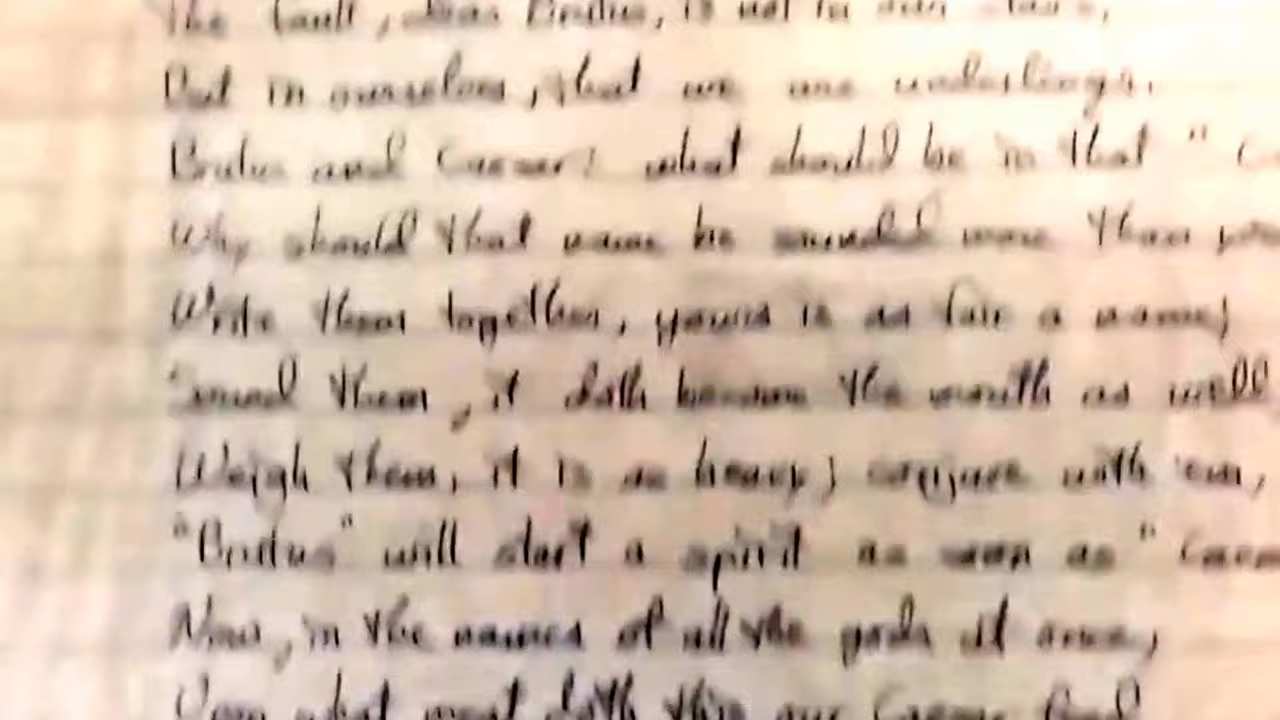 The fault, dear Brutus, is not in our stars,
But in ourselves, that we are underlings.
Brutus and Caesar: what should be in that "
Why should that name be sounded more than
Write them together, yours is as fair a name;
Sound them, it doth become the mouth as well
Weigh them, it is as heavy; conjure with 'em,
"Brutus" will start a spirit as soon as "
Now, in the names of all the gods at once,
Upon what meat doth this our Caesar feed